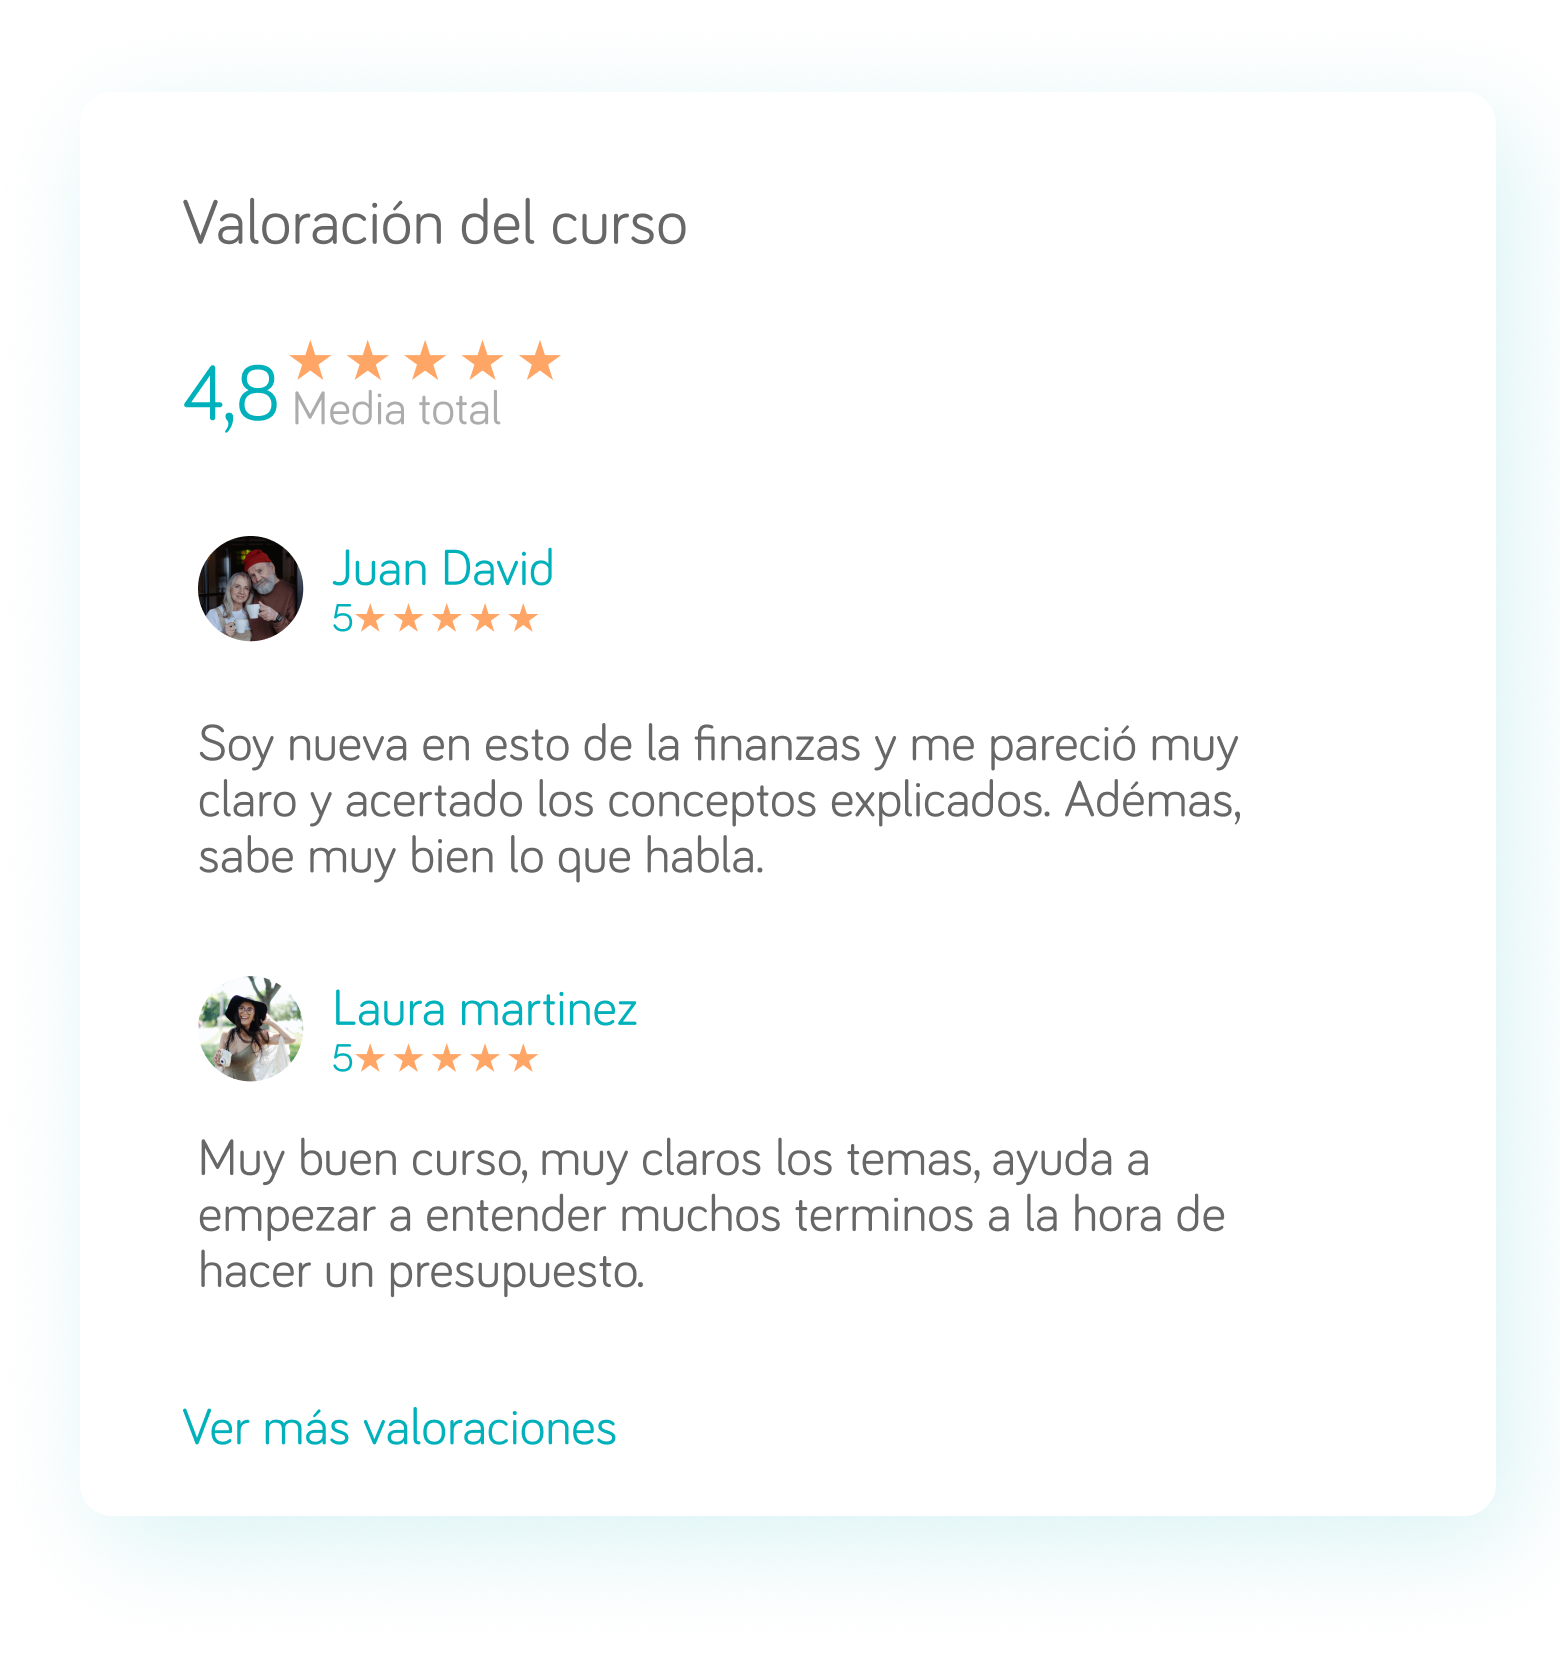 Valoración del curso
4,8 ★★★★★
Media total
Juan David
5★★★★★
Soy nueva en esto de la finanzas y me pareció muy
claro y acertado los conceptos explicados. Adémas,
sabe muy bien lo que habla.
Laura martinez
5★★★★★
Muy buen curso, muy claros los temas, ayuda a
empezar a entender muchos terminos a la hora de
hacer un presupuesto.
Ver más valoraciones